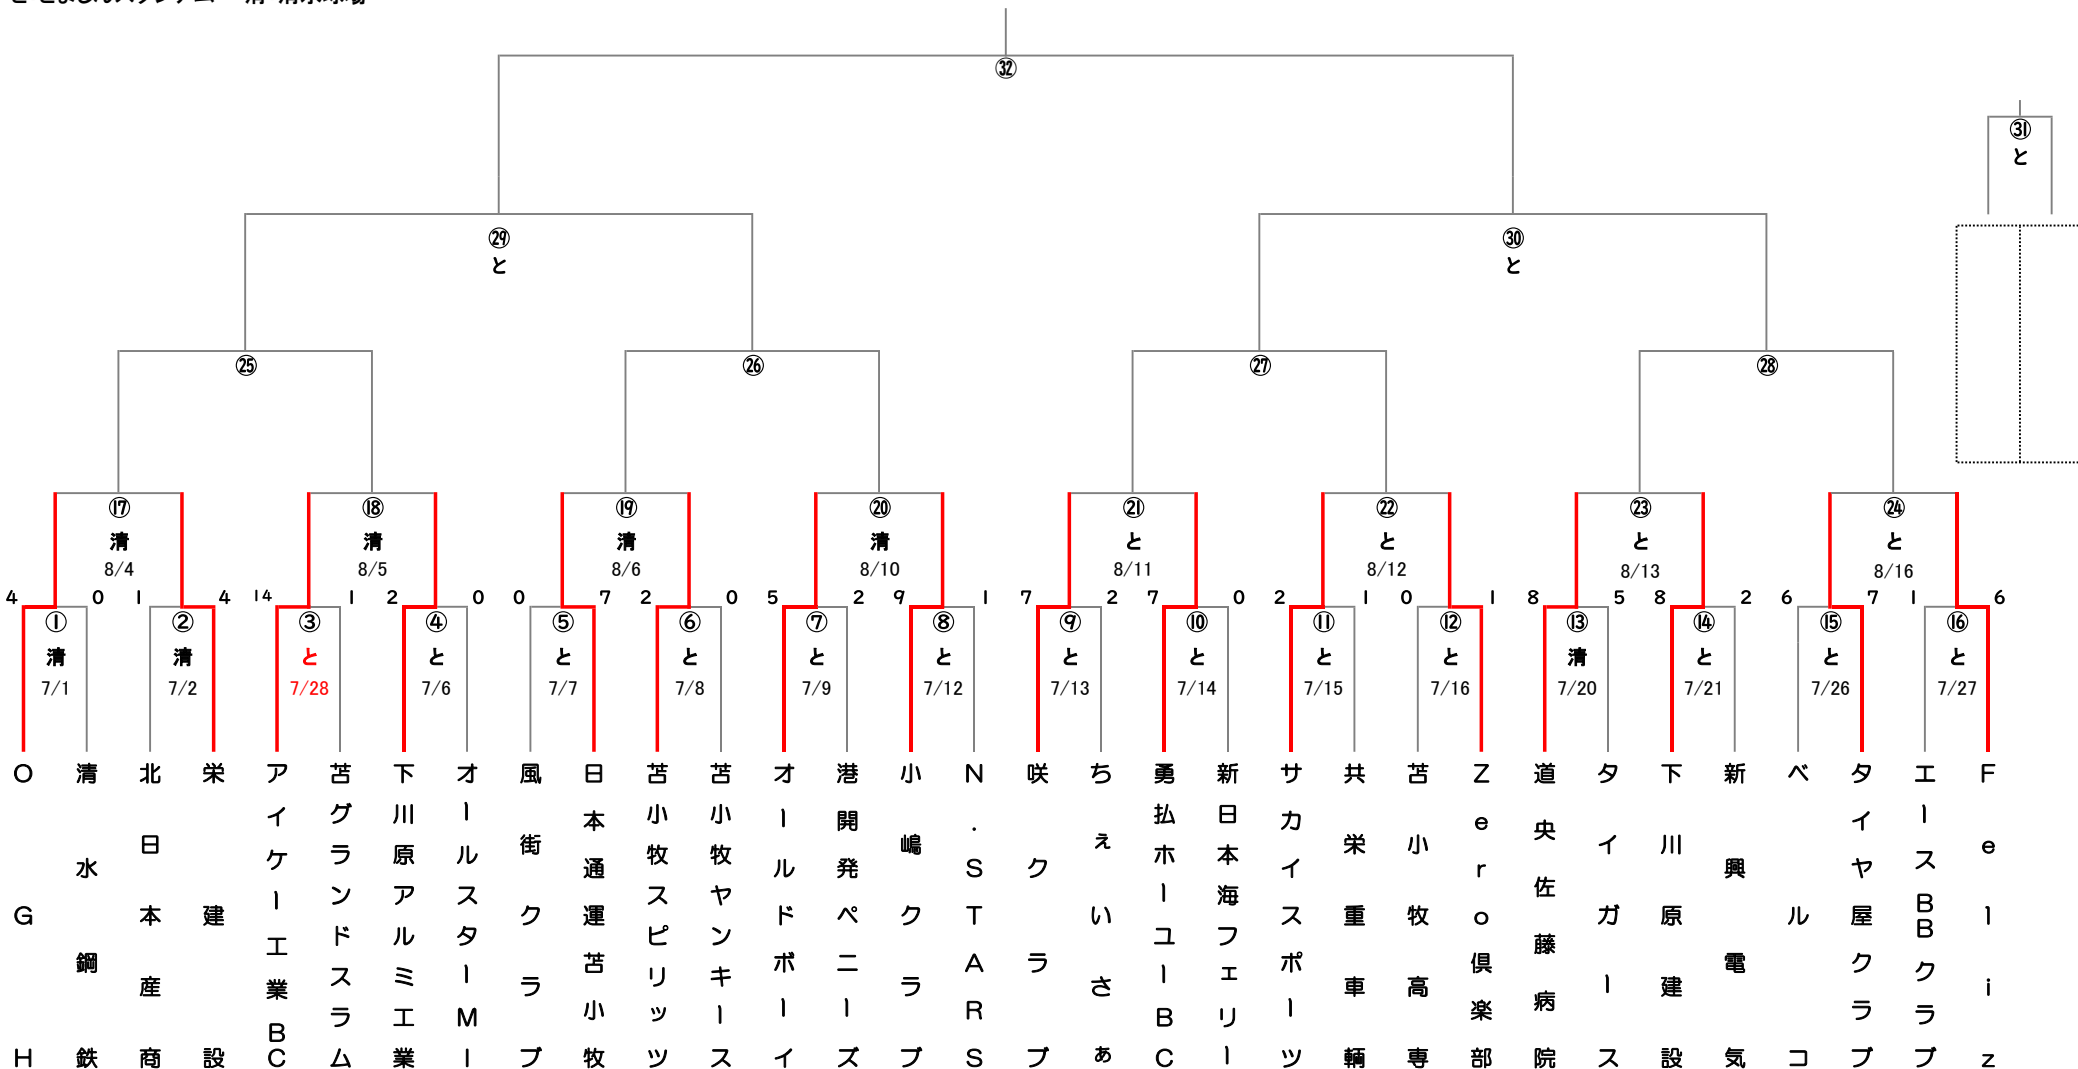 ㉜
㉛
と
㉙
と
㉚
と
㉕
㉖
㉗
㉘
⑰
清
8/4
⑱
清
8/5
⑲
清
8/6
⑳
清
8/10
㉑
と
8/11
㉒
と
8/12
㉓
と
8/13
㉔
と
8/16
4 0 1 4 14 1 2 0 0 7 2 0 5 2 9 1 7 2 7 0 2 1 0 1 8 5 8 2 6 7 1 6
①
清
7/1
②
清
7/2
③
と
7/28
④
と
7/6
⑤
と
7/7
⑥
と
7/8
⑦
と
7/9
⑧
と
7/12
⑨
と
7/13
⑩
と
7/14
⑪
と
7/15
⑫
と
7/16
⑬
清
7/20
⑭
と
7/21
⑮
と
7/26
⑯
と
7/27
OGH
清水鋼鉄
北日本産商
栄建設
アイケー工業BC
苫グランドスラム
下川原アルミ工業
オールスターMー
風街クラブ
日本通運苫小牧
苫小牧スピリッツ
苫小牧ヤンキース
オールドボーイ
港開発ペニーズ
小嶋クラブ
N.STARS
咲クラブ
ちぇいさぁ
勇払ホーユーBC
新日本海フェリー
サカイスポーツ
共栄重車輌
苫小牧高専
Zero倶楽部
道央佐藤病院
タイガース
下川原建設
新興電気
ベルコ
タイヤ屋クラブ
エースBBクラブ
Feliz